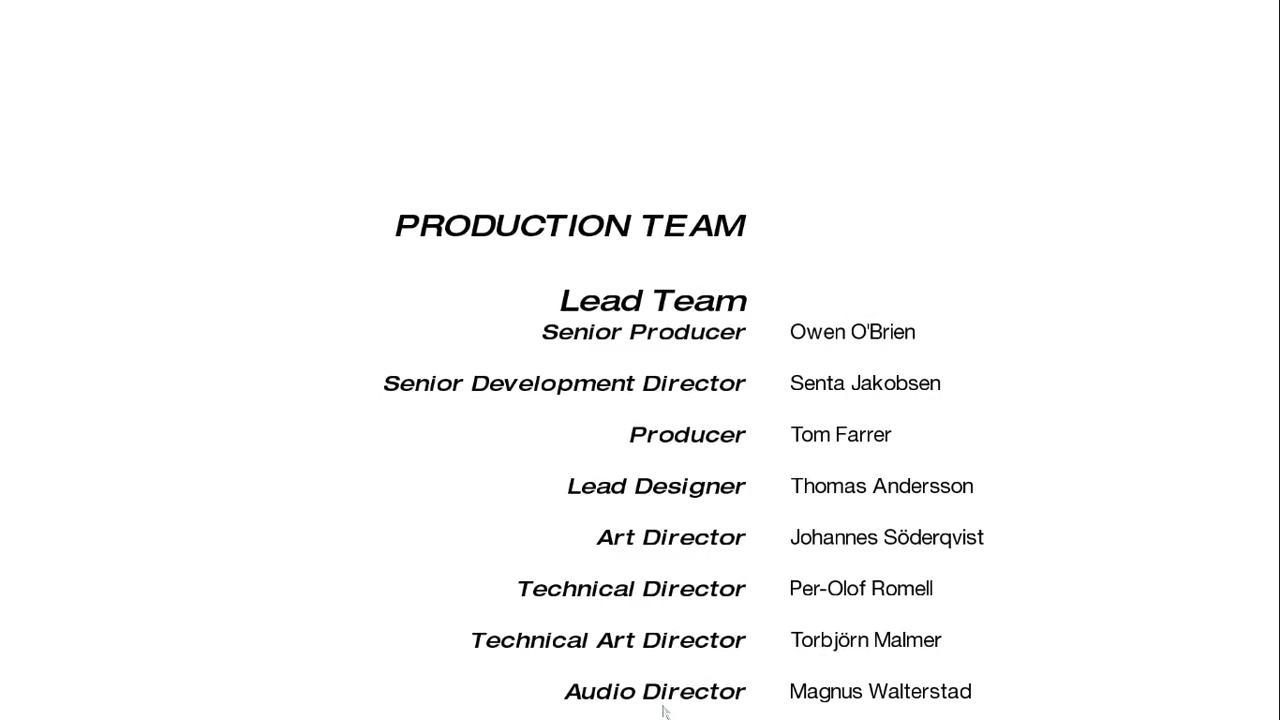 PRODUCTION TEAM
Lead Team
Senior Producer Owen O'Brien
Senior Development Director Senta Jakobsen
Producer Tom Farrer
Lead Designer Thomas Andersson
Art Director Johannes Söderqvist
Technical Director Per-Olof Romell
Technical Art Director Torbjörn Malmer
Audio Director Magnus Walterstad